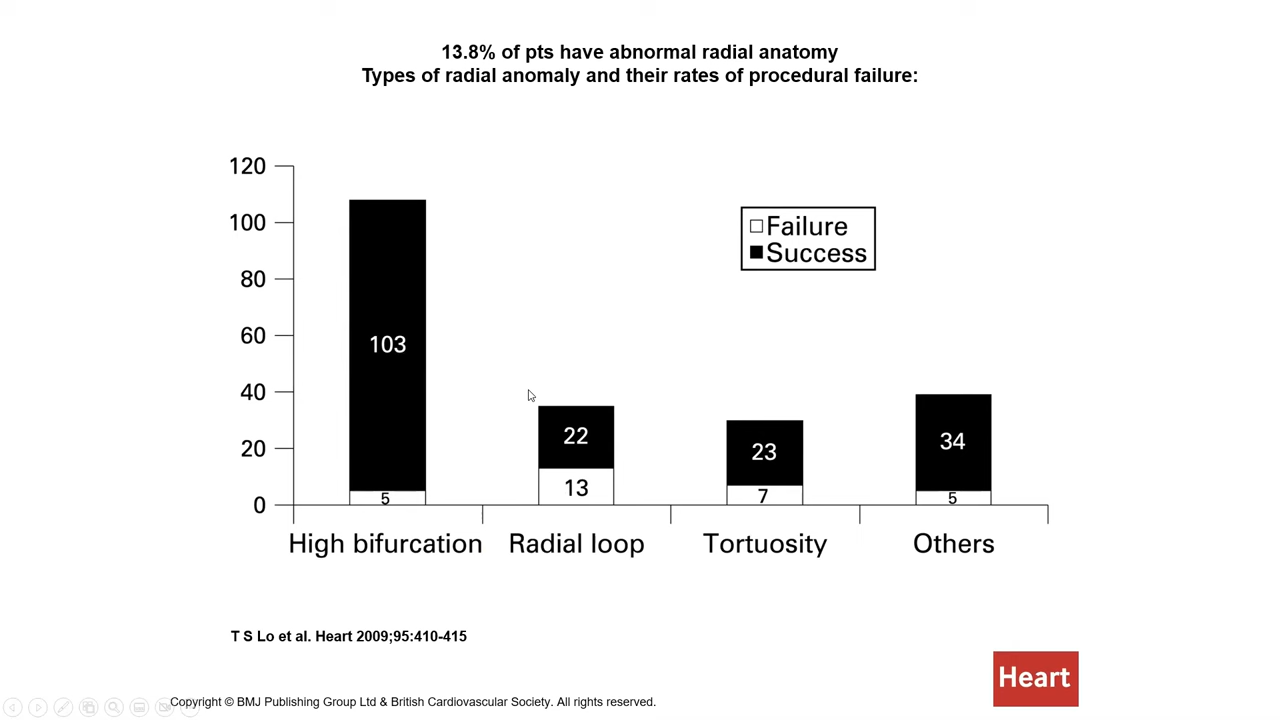 13.8% of pts have abnormal radial anatomy
Types of radial anomaly and their rates of procedural failure:
120
100
80
60
40
20
0
Failure
Success
103
5
22
13
23
7
34
5
High bifurcation
Radial loop
Tortuosity
Others
T S Lo et al. Heart 2009;95:410-415
Heart
Copyright © BMJ Publishing Group Ltd & British Cardiovascular Society. All rights reserved.